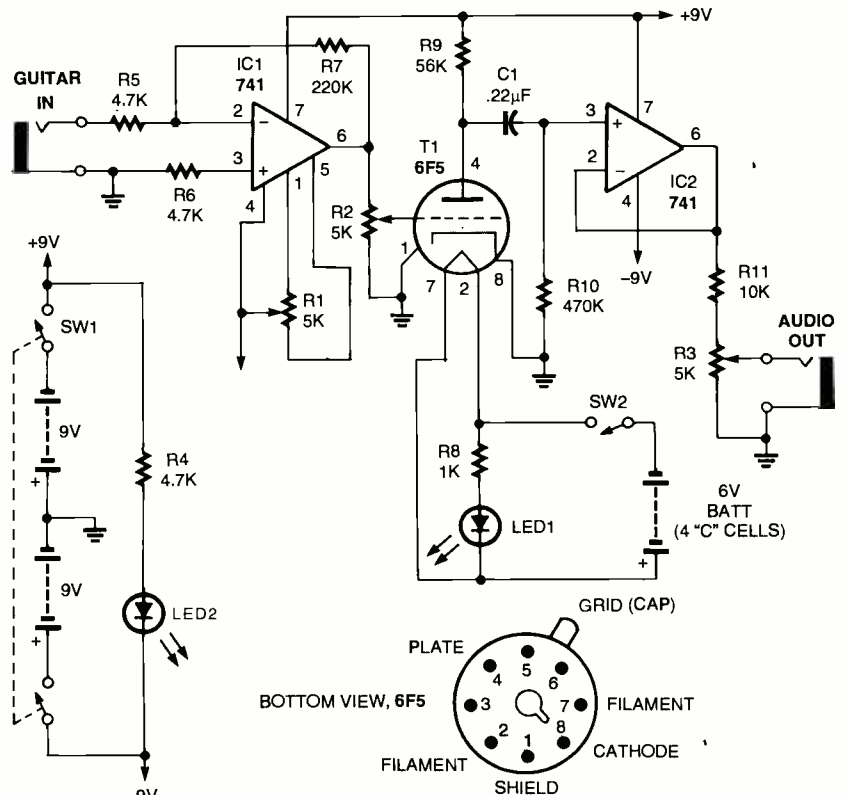 +9V
GUITAR
IN
R5
4.7K
R6
4.7K
IC1
741
2
−
3
+
7
6
5
4
1
R7
220K
R1
5K
R2
5K
R9
56K
C1
.22µF
T1
6F5
4
1
7
2
8
R10
470K
3
+
2
−
7
6
4
IC2
741
−9V
R11
10K
R3
5K
AUDIO
OUT
+9V
SW1
9V
+
9V
+
R4
4.7K
LED2
-9V
R8
1K
LED1
SW2
6V
BATT
(4 "C" CELLS)
+
GRID (CAP)
PLATE
BOTTOM VIEW, 6F5
FILAMENT
SHIELD
CATHODE
FILAMENT
1
2
3
4
5
6
7
8